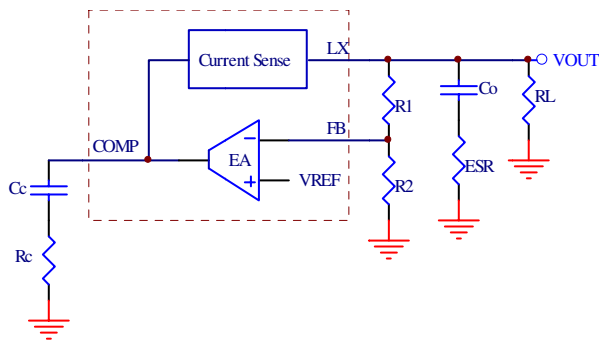 LX
Current Sense
VOUT
R1
Co
RL
COMP
FB
EA
−
+
VREF
R2
ESR
Cc
Rc